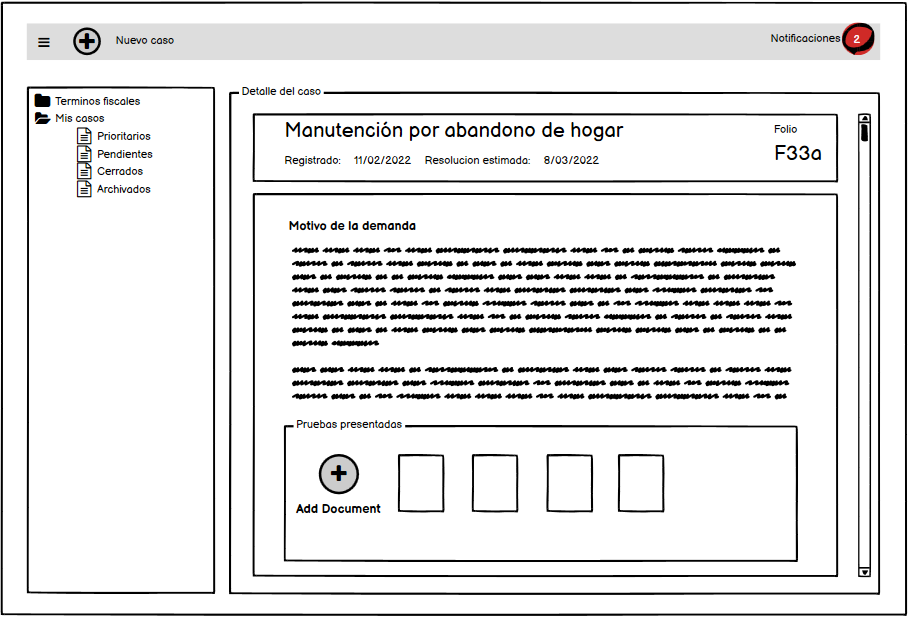 Nuevo caso
Notificaciones 2
Terminos fiscales
Mis casos
Prioritarios
Pendientes
Cerrados
Archivados
Detalle del caso
Manutención por abandono de hogar
Folio
Registrado: 11/02/2022 Resolucion estimada: 8/03/2022
F33a
Motivo de la demanda
Pruebas presentadas
Add Document